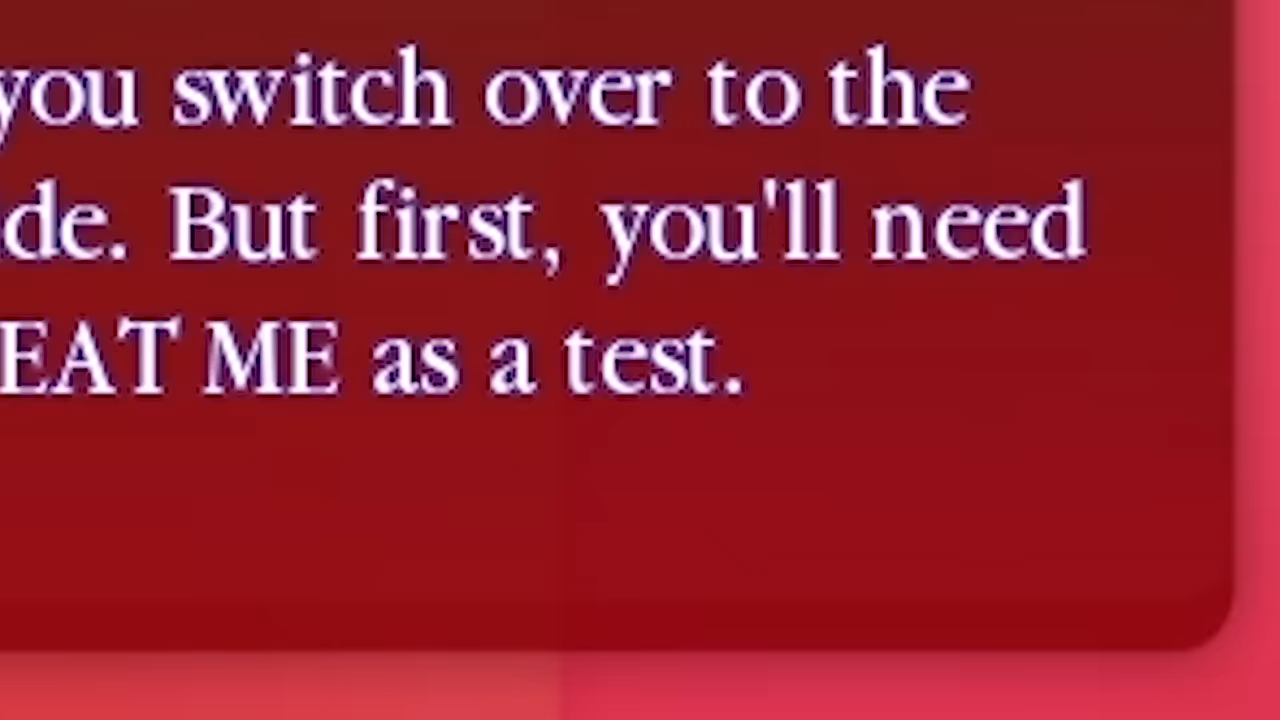 you switch over to the
de. But first, you'll need
EAT ME as a test.